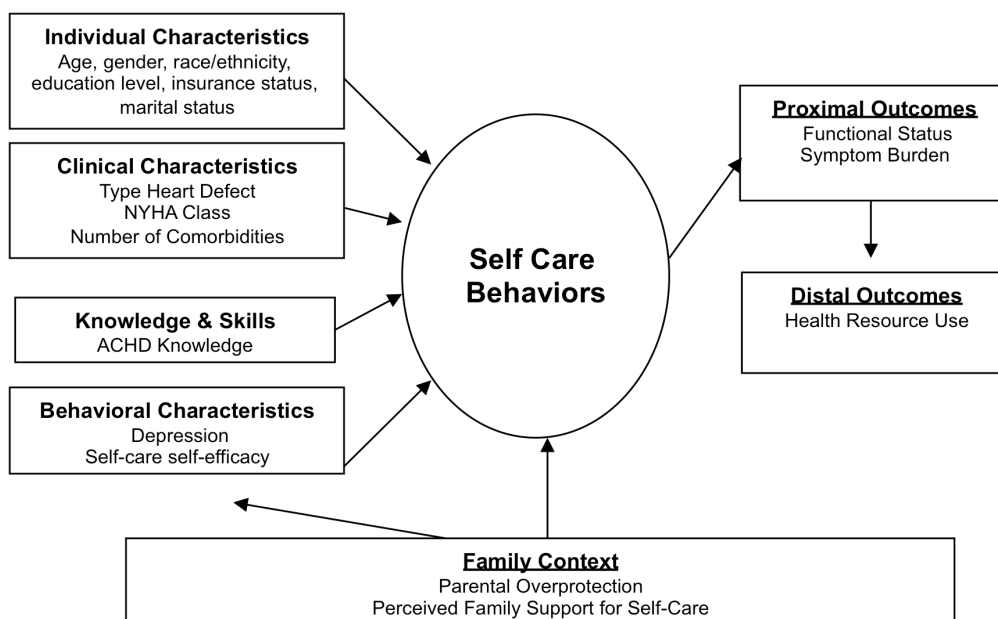 Individual Characteristics
Age, gender, race/ethnicity,
education level, insurance status,
marital status
Clinical Characteristics
Type Heart Defect
NYHA Class
Number of Comorbidities
Knowledge & Skills
ACHD Knowledge
Behavioral Characteristics
Depression
Self-care self-efficacy
Self Care
Behaviors
Proximal Outcomes
Functional Status
Symptom Burden
Distal Outcomes
Health Resource Use
Family Context
Parental Overprotection
Perceived Family Support for Self-Care